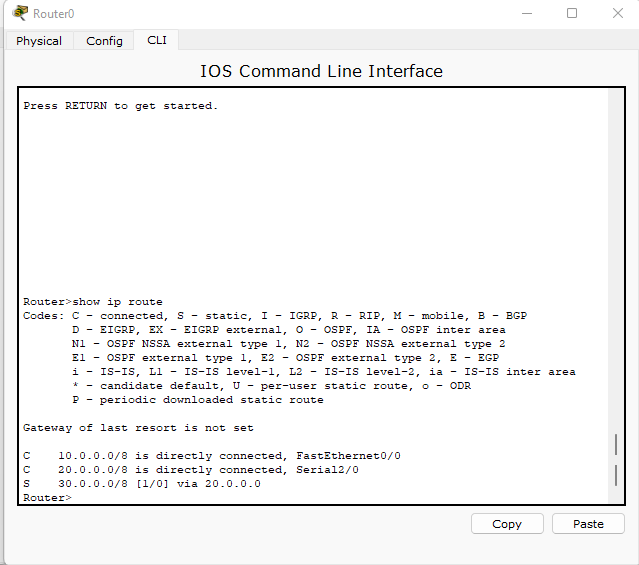 Router0
Physical Config CLI
IOS Command Line Interface
Press RETURN to get started.
Router>show ip route
Codes: C - connected, S - static, I - IGRP, R - RIP, M - mobile, B - BGP
D - EIGRP, EX - EIGRP external, O - OSPF, IA - OSPF inter area
N1 - OSPF NSSA external type 1, N2 - OSPF NSSA external type 2
E1 - OSPF external type 1, E2 - OSPF external type 2, E - EGP
i - IS-IS, L1 - IS-IS level-1, L2 - IS-IS level-2, ia - IS-IS inter area
* - candidate default, U - per-user static route, o - ODR
P - periodic downloaded static route
Gateway of last resort is not set
C 10.0.0.0/8 is directly connected, FastEthernet0/0
C 20.0.0.0/8 is directly connected, Serial2/0
S 30.0.0.0/8 [1/0] via 20.0.0.0
Router>
Copy Paste